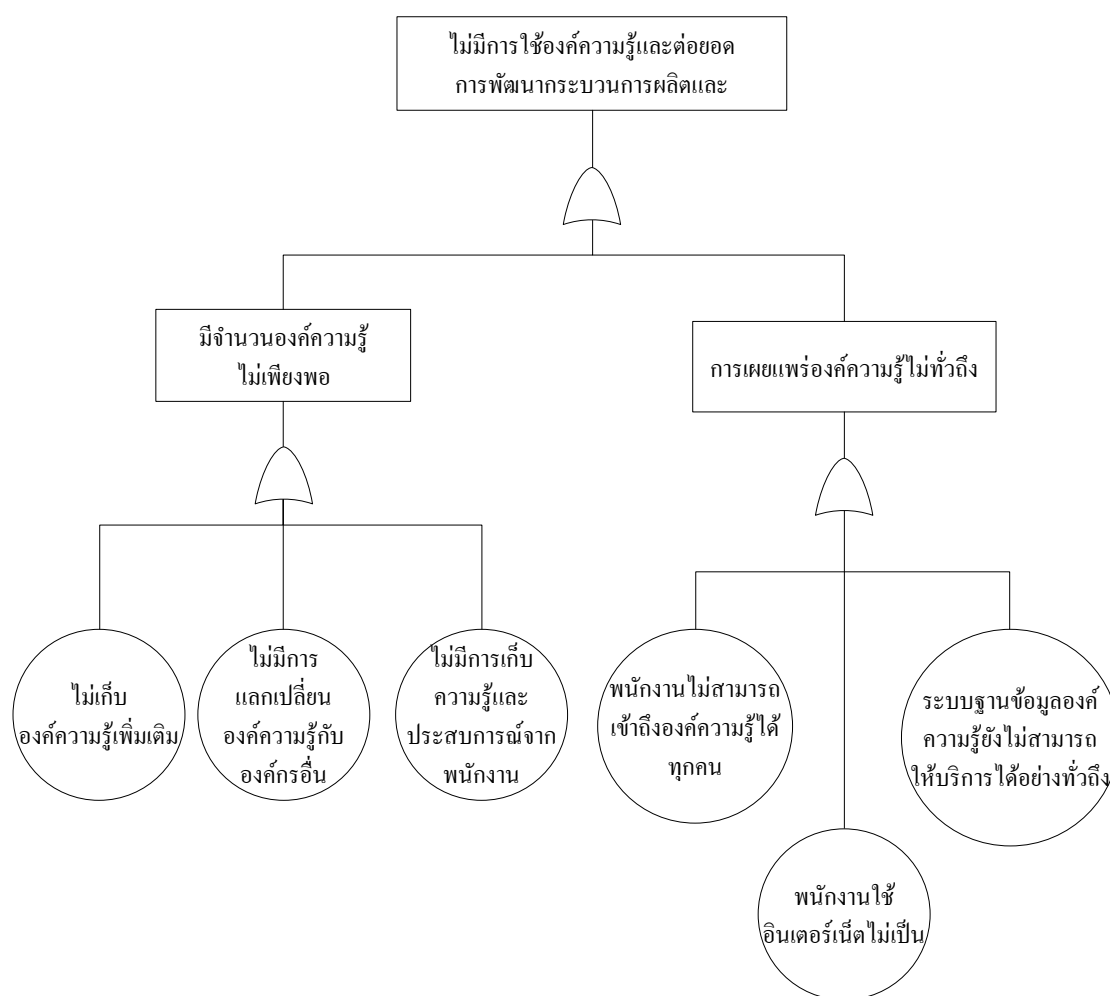 ไม่มีการใช้องค์ความรู้และต่อยอด
การพัฒนากระบวนการผลิตและ
มีจำนวนองค์ความรู้
ไม่เพียงพอ
การเผยแพร่องค์ความรู้ไม่ทั่วถึง
ไม่เก็บ
องค์ความรู้เพิ่มเติม
ไม่มีการ
แลกเปลี่ยน
องค์ความรู้กับ
องค์กรอื่น
ไม่มีการเก็บ
ความรู้และ
ประสบการณ์จาก
พนักงาน
พนักงานไม่สามารถ
เข้าถึงองค์ความรู้ได้
ทุกคน
พนักงานใช้
อินเตอร์เน็ตไม่เป็น
ระบบฐานข้อมูลองค์
ความรู้ยังไม่สามารถ
ให้บริการได้อย่างทั่วถึง